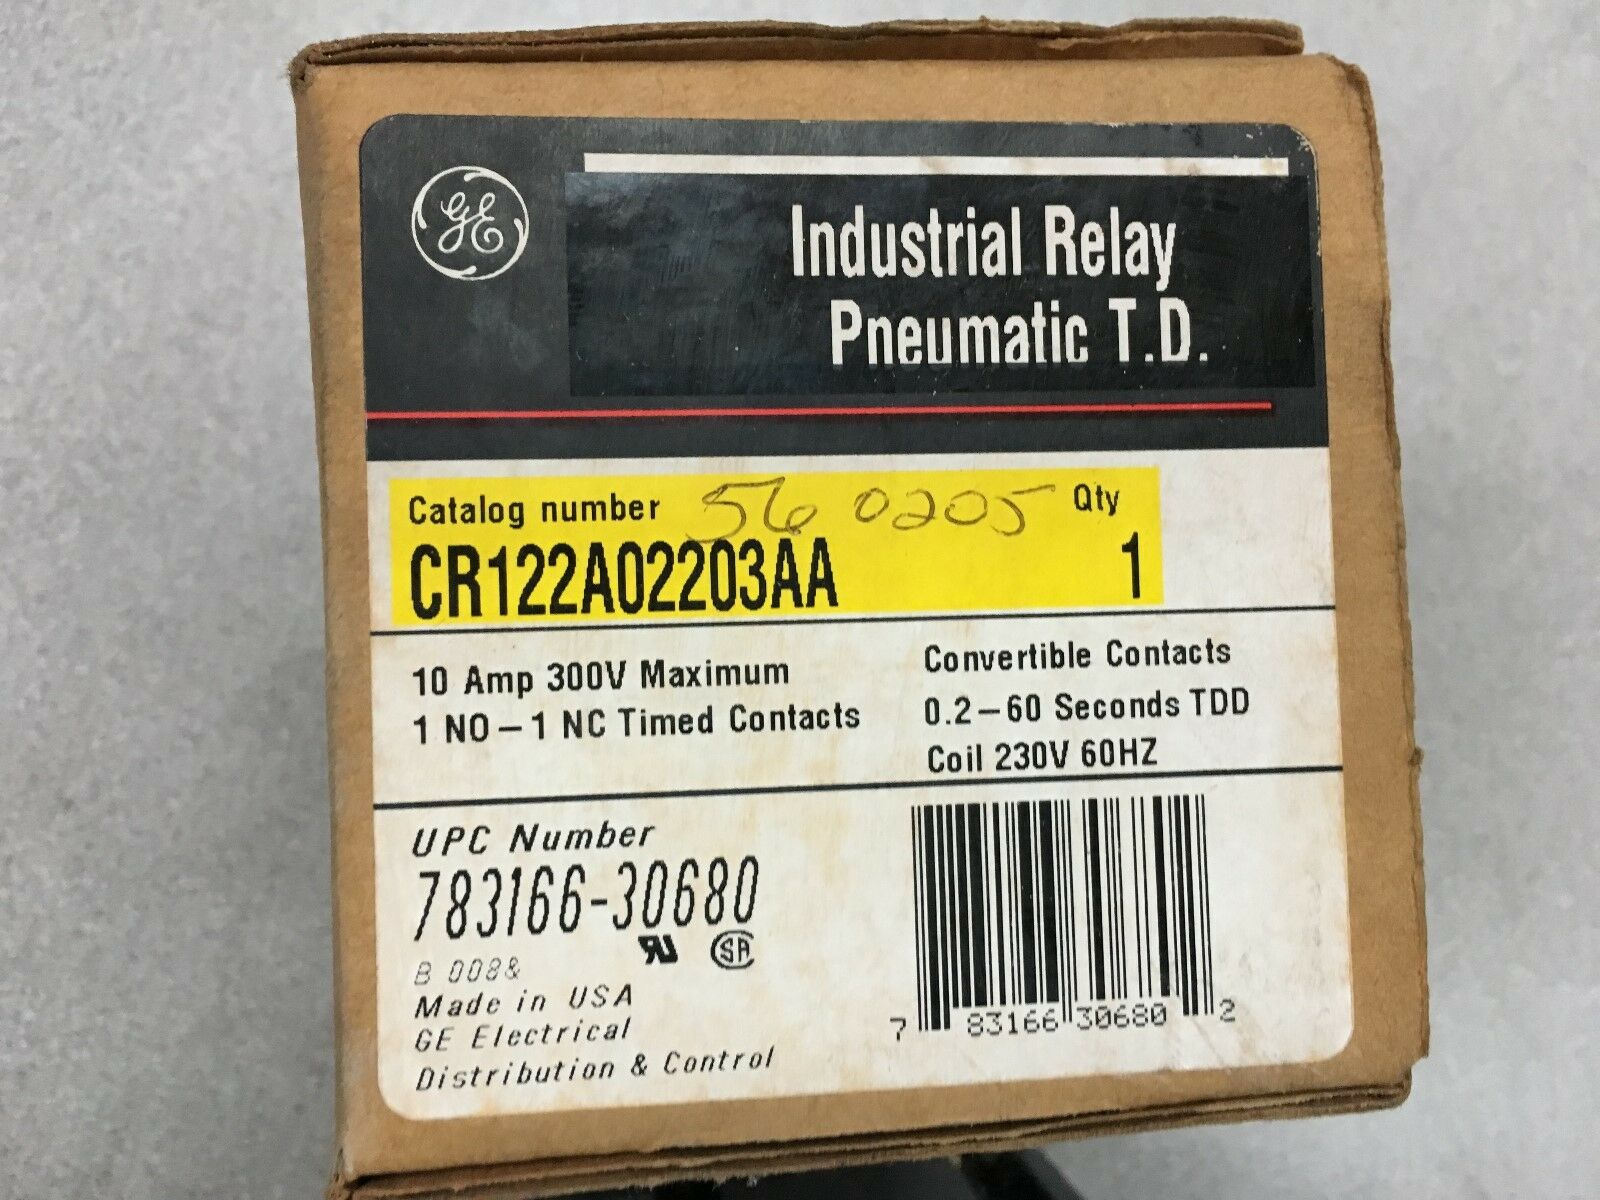 GE
Industrial Relay
Pneumatic T.D.
Catalog number 560205 Qty
CR122A02203AA 1
10 Amp 300V Maximum
1 NO-1 NC Timed Contacts
Convertible Contacts
0.2-60 Seconds TDD
Coil 230V 60HZ
UPC Number
783166-30680
RU SA
B 008&
Made in USA
GE Electrical
Distribution & Control
7 83166 30680 2